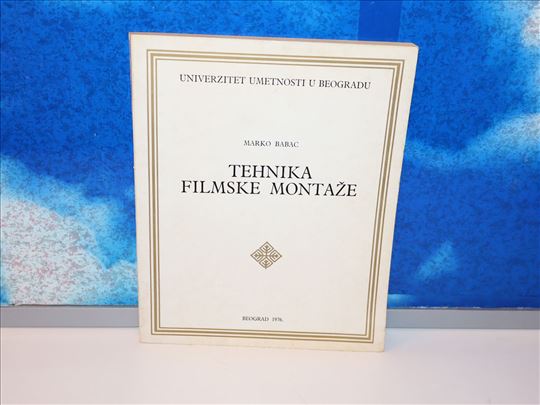 UNIVERZITET UMETNOSTI U BEOGRADU
MARKO BABAC
TEHNIKA
FILMSKE MONTAŽE
BEOGRAD 1976.